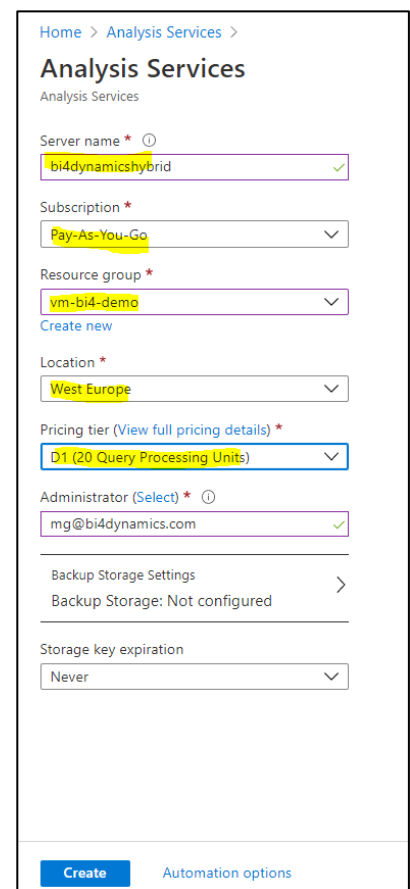 Home > Analysis Services >
Analysis Services
Analysis Services
Server name *
bi4dynamicshybrid
Subscription *
Pay-As-You-Go
Resource group *
vm-bi4-demo
Create new
Location *
West Europe
Pricing tier (View full pricing details) *
D1 (20 Query Processing Units)
Administrator (Select) *
mg@bi4dynamics.com
Backup Storage Settings
Backup Storage: Not configured
Storage key expiration
Never
Create Automation options